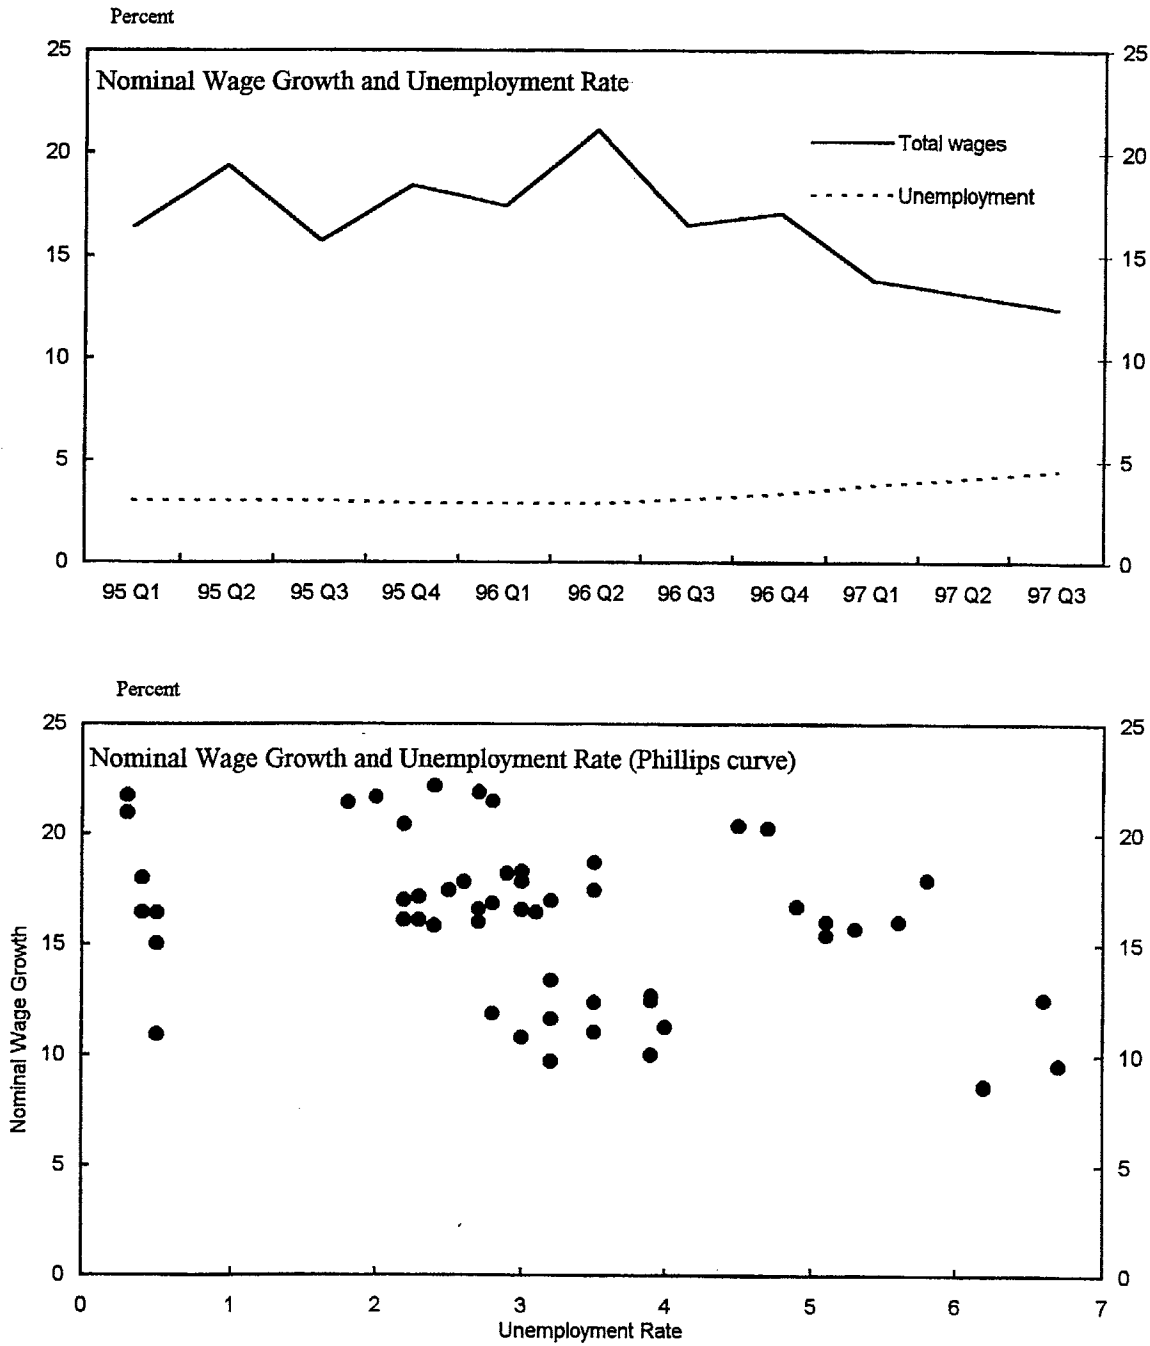 Percent
25 25
Nominal Wage Growth and Unemployment Rate
Total wages
20 20
Unemployment
15 15
10 10
5 5
0 0
95 Q1 95 Q2 95 Q3 95 Q4 96 Q1 96 Q2 96 Q3 96 Q4 97 Q1 97 Q2 97 Q3
Percent
25 25
Nominal Wage Growth and Unemployment Rate (Phillips curve)
20 20
15 15
Nominal Wage Growth
10 10
5 5
0 0
0 1 2 3 4 5 6 7
Unemployment Rate